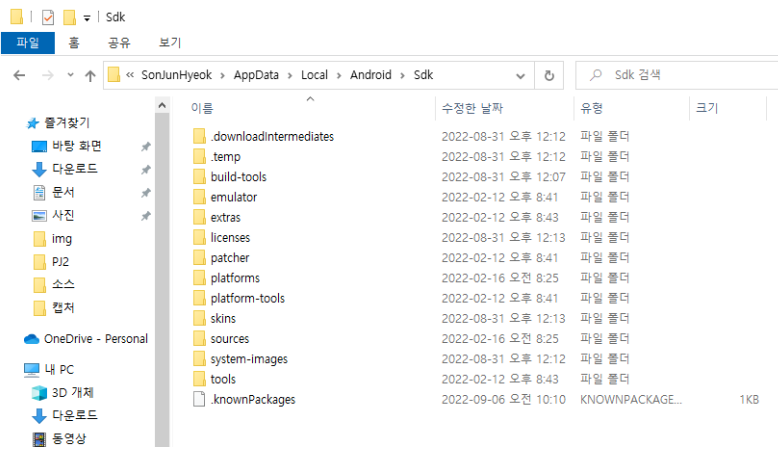 Sdk
파일 홈 공유 보기
« SonJunHyeok > AppData > Local > Android > Sdk Sdk 검색
이름 수정한 날짜 유형 크기
즐겨찾기
바탕 화면
다운로드
문서
사진
img
PJ2
소스
캡처
OneDrive - Personal
내 PC
3D 개체
다운로드
동영상
.downloadIntermediates 2022-08-31 오후 12:12 파일 폴더
.temp 2022-08-31 오후 12:12 파일 폴더
build-tools 2022-08-31 오후 12:07 파일 폴더
emulator 2022-02-12 오후 8:41 파일 폴더
extras 2022-02-12 오후 8:43 파일 폴더
licenses 2022-08-31 오후 12:13 파일 폴더
patcher 2022-02-12 오후 8:41 파일 폴더
platforms 2022-02-16 오전 8:25 파일 폴더
platform-tools 2022-02-12 오후 8:41 파일 폴더
skins 2022-08-31 오후 12:13 파일 폴더
sources 2022-02-16 오전 8:25 파일 폴더
system-images 2022-08-31 오후 12:12 파일 폴더
tools 2022-02-12 오후 8:43 파일 폴더
.knownPackages 2022-09-06 오전 10:10 KNOWNPACKAGE... 1KB